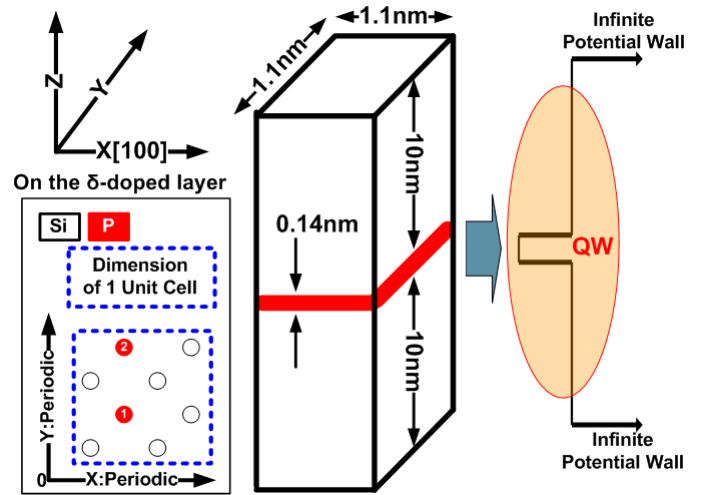 Z
Y
X[100]
On the δ-doped layer
Si
P
Dimension
of 1 Unit Cell
2
1
Y:Periodic
0
X:Periodic
1.1nm
1.1nm
10nm
0.14nm
10nm
Infinite
Potential Wall
QW
Infinite
Potential Wall